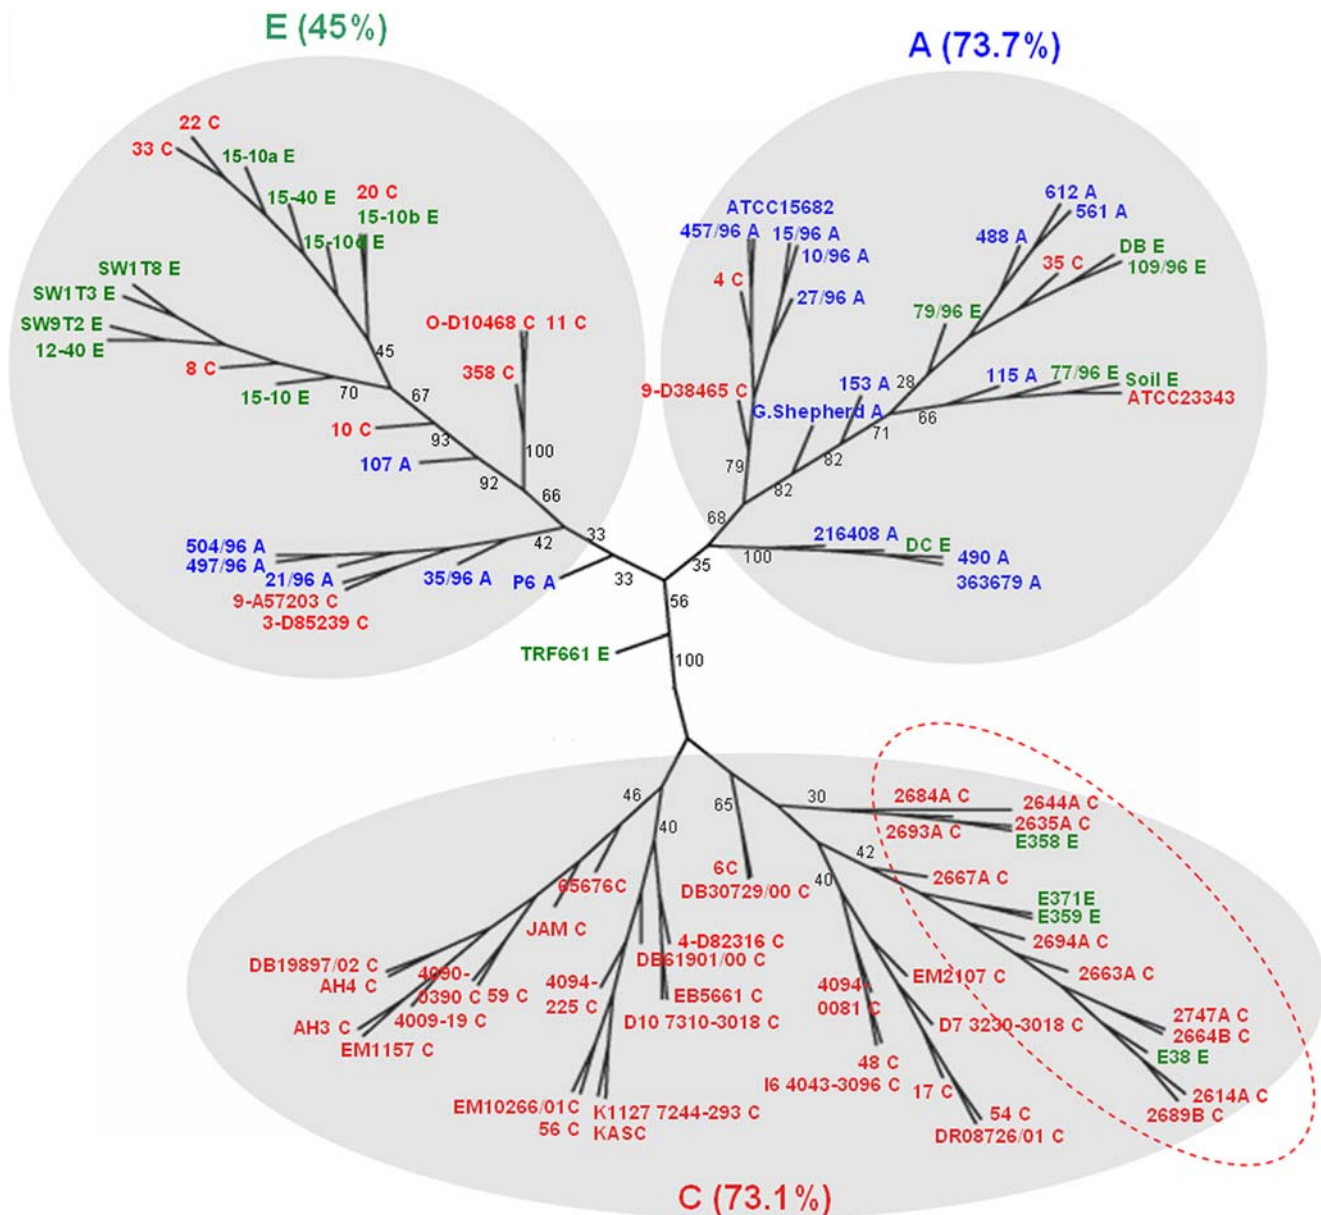 E (45%)
A (73.7%)
22 C
33 C
15-10a E
15-40 E
20 C
15-10b E
15-10c E
SW1T8 E
SW1T3 E
SW9T2 E
12-40 E
8 C
15-10 E
45
70
67
O-D10468 C 11 C
358 C
10 C
93
100
107 A
92
66
504/96 A
497/96 A
21/96 A
35/96 A
42
33
9-A57203 C
3-D85239 C
P6 A
33
ATCC15682
457/96 A
15/96 A
10/96 A
4 C
27/96 A
612 A
561 A
488 A
DB E
35 C
109/96 E
79/96 E
9-D38465 C
153 A
G.Shepherd A
28
115 A
77/96 E
Soil E
ATCC23343
66
71
79
82
82
68
216408 A
DC E
490 A
363679 A
100
35
56
TRF661 E
100
46
40
65
30
2684A C
2644A C
2693A C
2635A C
E358 E
42
40
6C
DB30729/00 C
2667A C
E371E
E359 E
65676C
JAM C
4-D82316 C
DB61901/00 C
2694A C
DB19897/02 C
AH4 C
4090-
0390 C
59 C
4094-
225 C
EB5661 C
4094-
0081 C
EM2107 C
2663A C
AH3 C
4009-19 C
EM1157 C
D10 7310-3018 C
D7 3230-3018 C
2747A C
2664B C
E38 E
48 C
I6 4043-3096 C
17 C
2614A C
2689B C
EM10266/01C
56 C
K1127 7244-293 C
KASC
54 C
DR08726/01 C
C (73.1%)